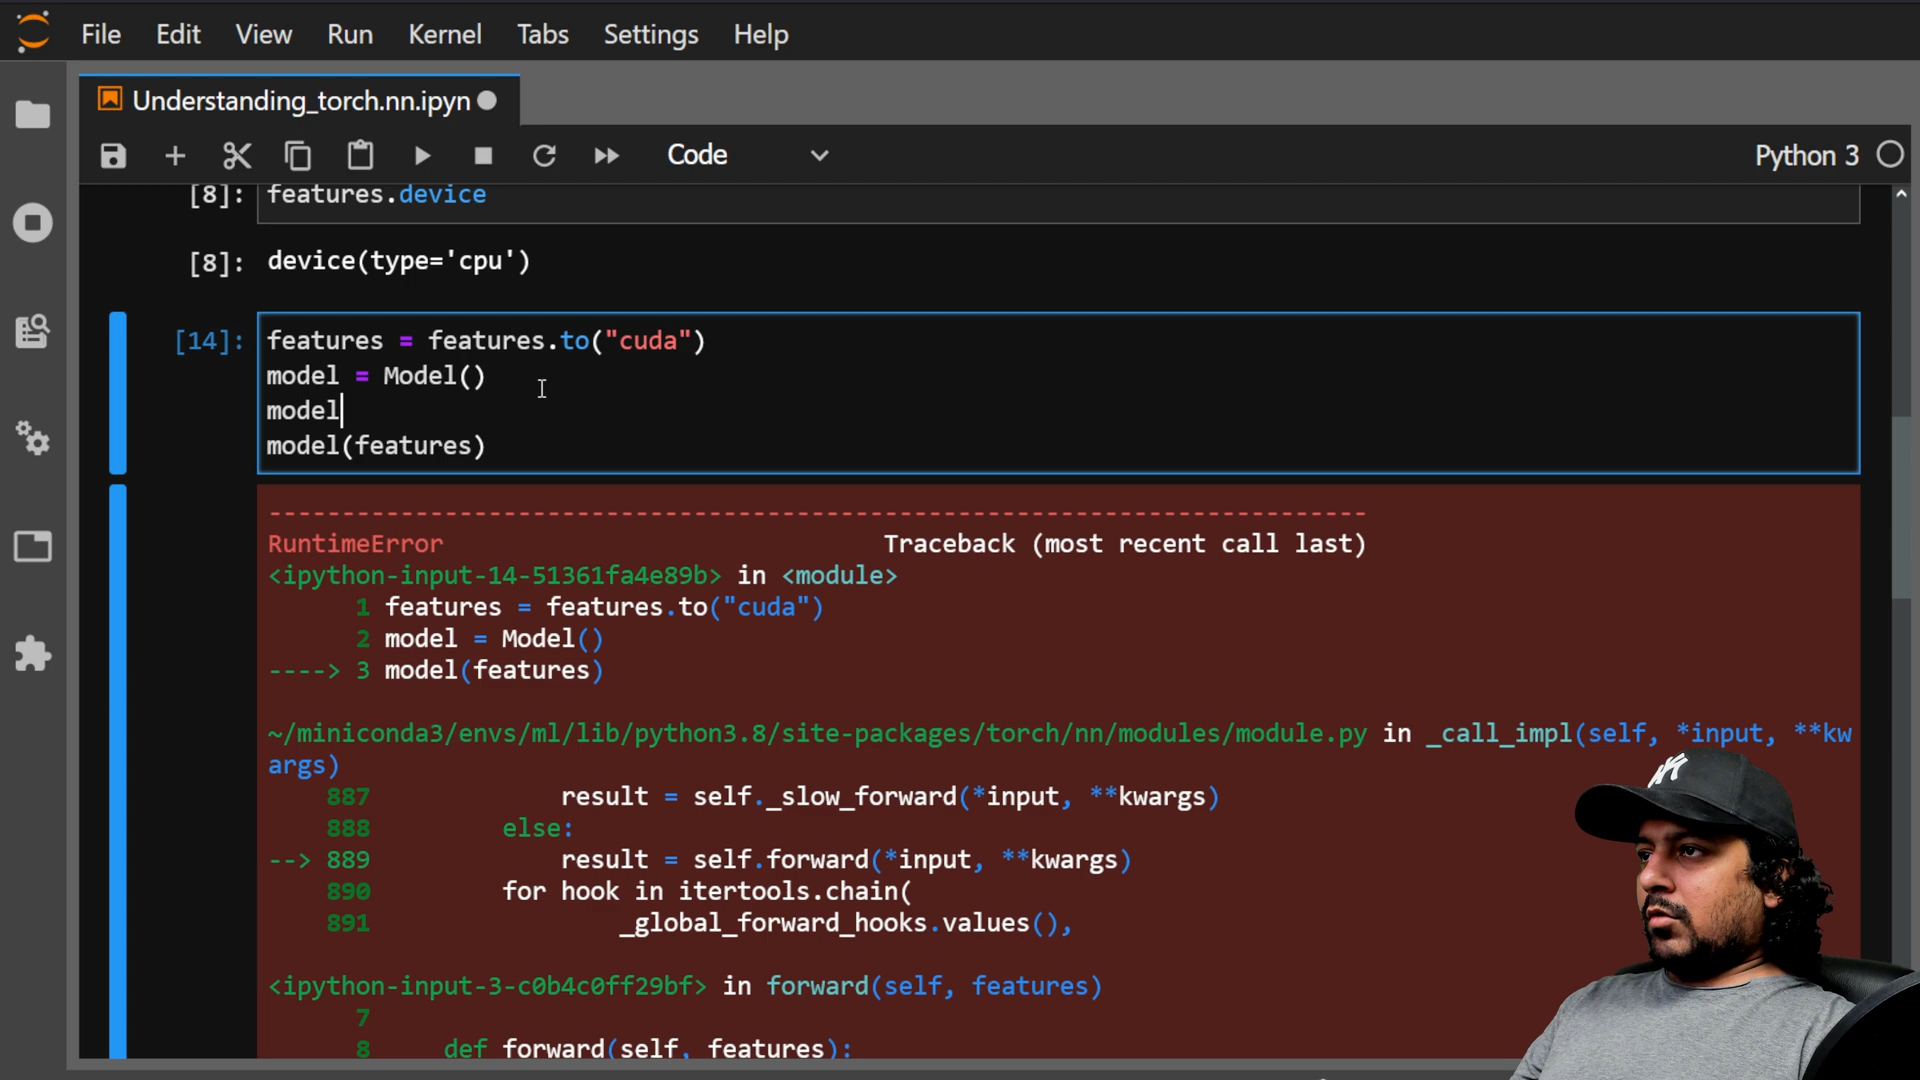 File Edit View Run Kernel Tabs Settings Help
Understanding_torch.nn.ipyn
Code
Python 3
[8]: features.device
[8]: device(type='cpu')
[14]: features = features.to("cuda")
model = Model()
model
model(features)
---------------------------------------------------------------------------
RuntimeError Traceback (most recent call last)
<ipython-input-14-51361fa4e89b> in <module>
1 features = features.to("cuda")
2 model = Model()
----> 3 model(features)
~/miniconda3/envs/ml/lib/python3.8/site-packages/torch/nn/modules/module.py in _call_impl(self, *input, **kw
args)
887 result = self._slow_forward(*input, **kwargs)
888 else:
--> 889 result = self.forward(*input, **kwargs)
890 for hook in itertools.chain(
891 _global_forward_hooks.values(),
<ipython-input-3-c0b4c0ff29bf> in forward(self, features)
7
8 def forward(self, features):